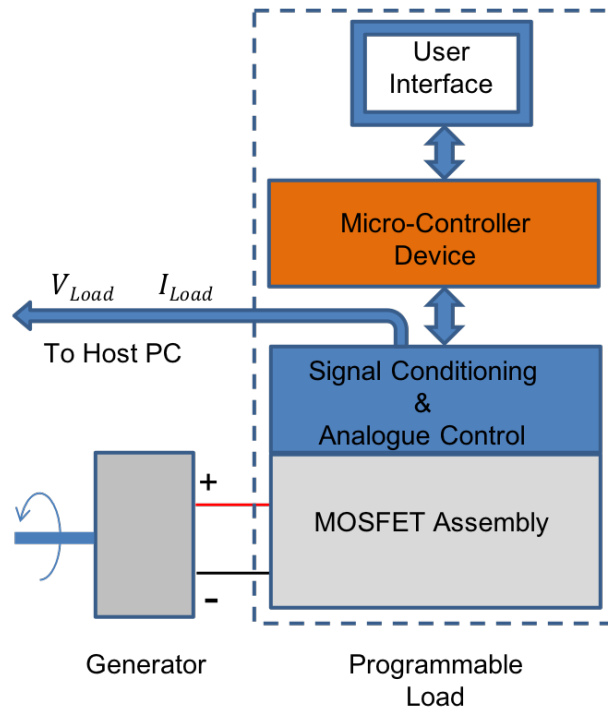 User
Interface
Micro-Controller
Device
V_Load I_Load
To Host PC
Signal Conditioning
&
Analogue Control
+
MOSFET Assembly
-
Generator
Programmable
Load